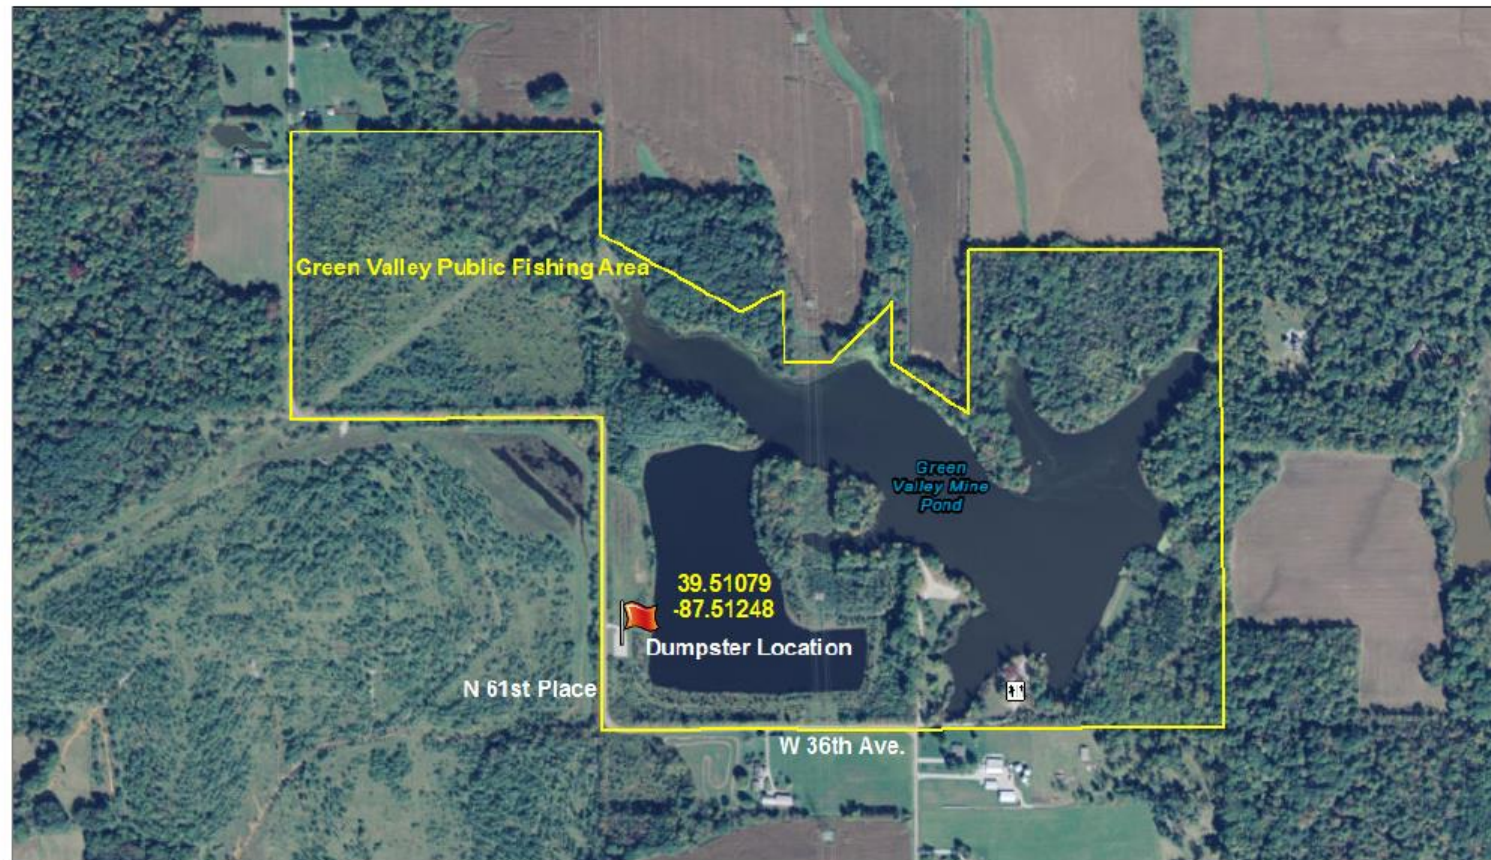 Green Valley Public Fishing Area
Green
Valley Mine
Pond
39.51079
-87.51248
Dumpster Location
N 61st Place
W 36th Ave.